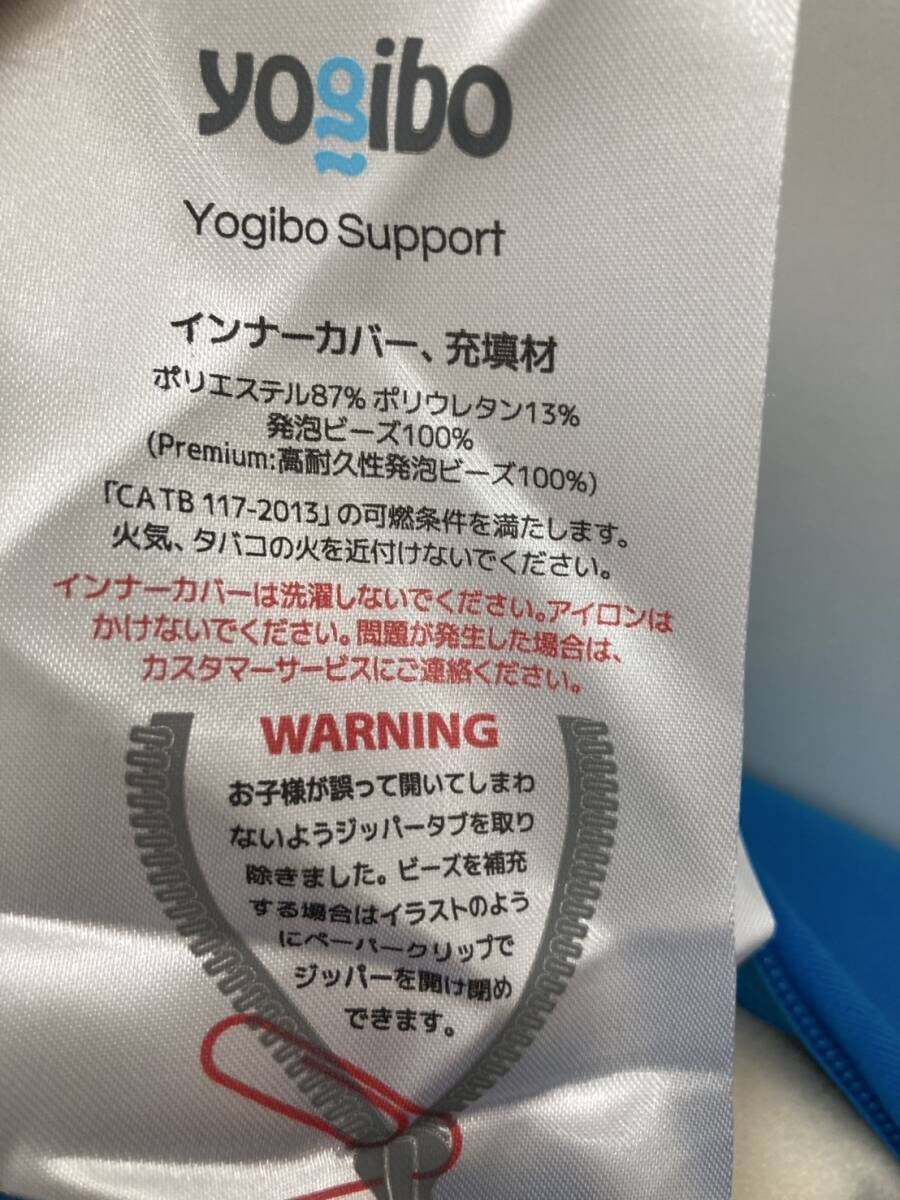 yogibo
Yogibo Support
インナーカバー、充填材
ポリエステル87% ポリウレタン13%
発泡ビーズ100%
(Premium:高耐久性発泡ビーズ100%)
「CA TB 117-2013」の可燃条件を満たします。
火気、タバコの火を近付けないでください。
インナーカバーは洗濯しないでください。アイロンは
かけないでください。問題が発生した場合は、
カスタマーサービスにご連絡ください。
WARNING
お子様が誤って開いてしまわ
ないようジッパータブを取り
除きました。ビーズを補充
する場合はイラストのよう
にペーパークリップで
ジッパーを開け閉め
できます。